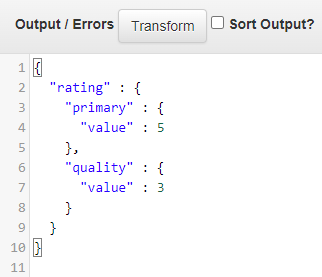 Output / Errors Transform Sort Output?
1 {
2   "rating" : {
3     "primary" : {
4       "value" : 5
5     },
6     "quality" : {
7       "value" : 3
8     }
9   }
10 }
11